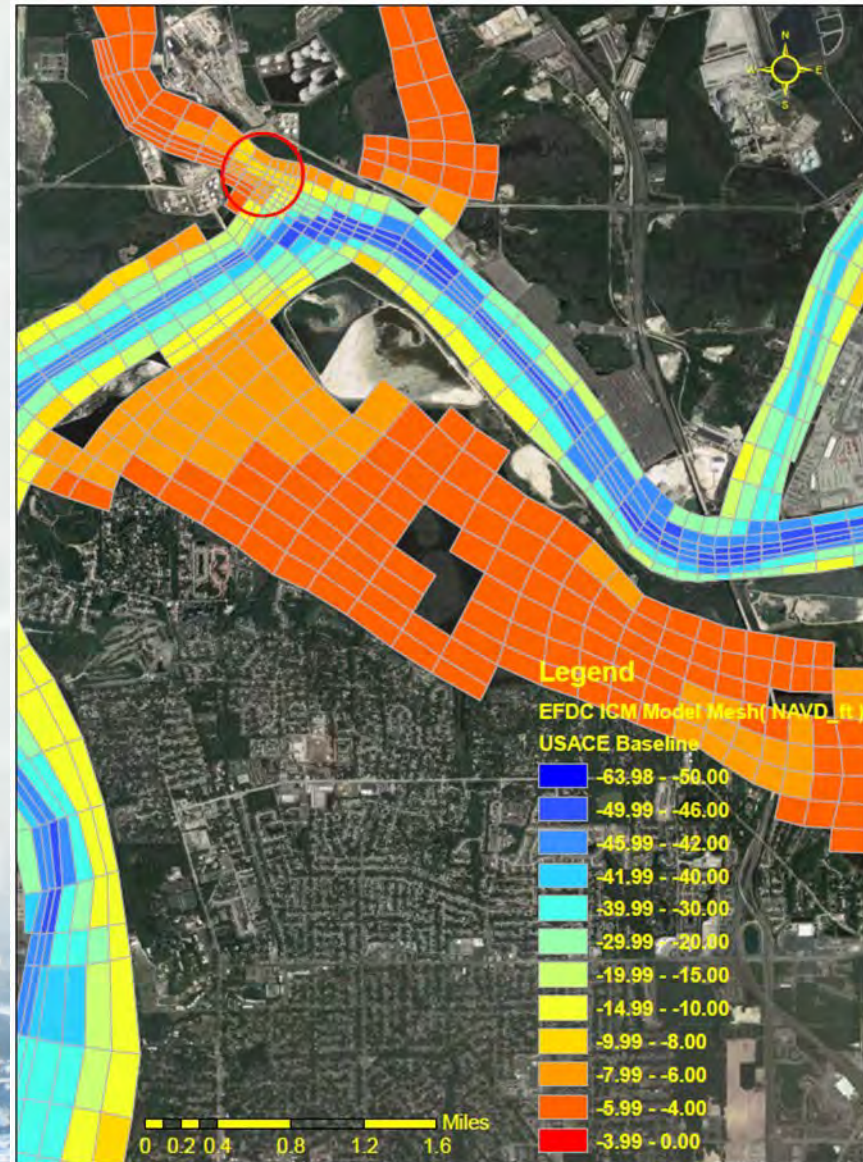 N
W E
S
Legend
EFDC ICM Model Mesh( NAVD_ft )
USACE Baseline
-63.98 - -50.00
-49.99 - -46.00
-45.99 - -42.00
-41.99 - -40.00
-39.99 - -30.00
-29.99 - -20.00
-19.99 - -15.00
-14.99 - -10.00
-9.99 - -8.00
-7.99 - -6.00
-5.99 - -4.00
-3.99 - 0.00
Miles
0 0.2 0.4 0.8 1.2 1.6